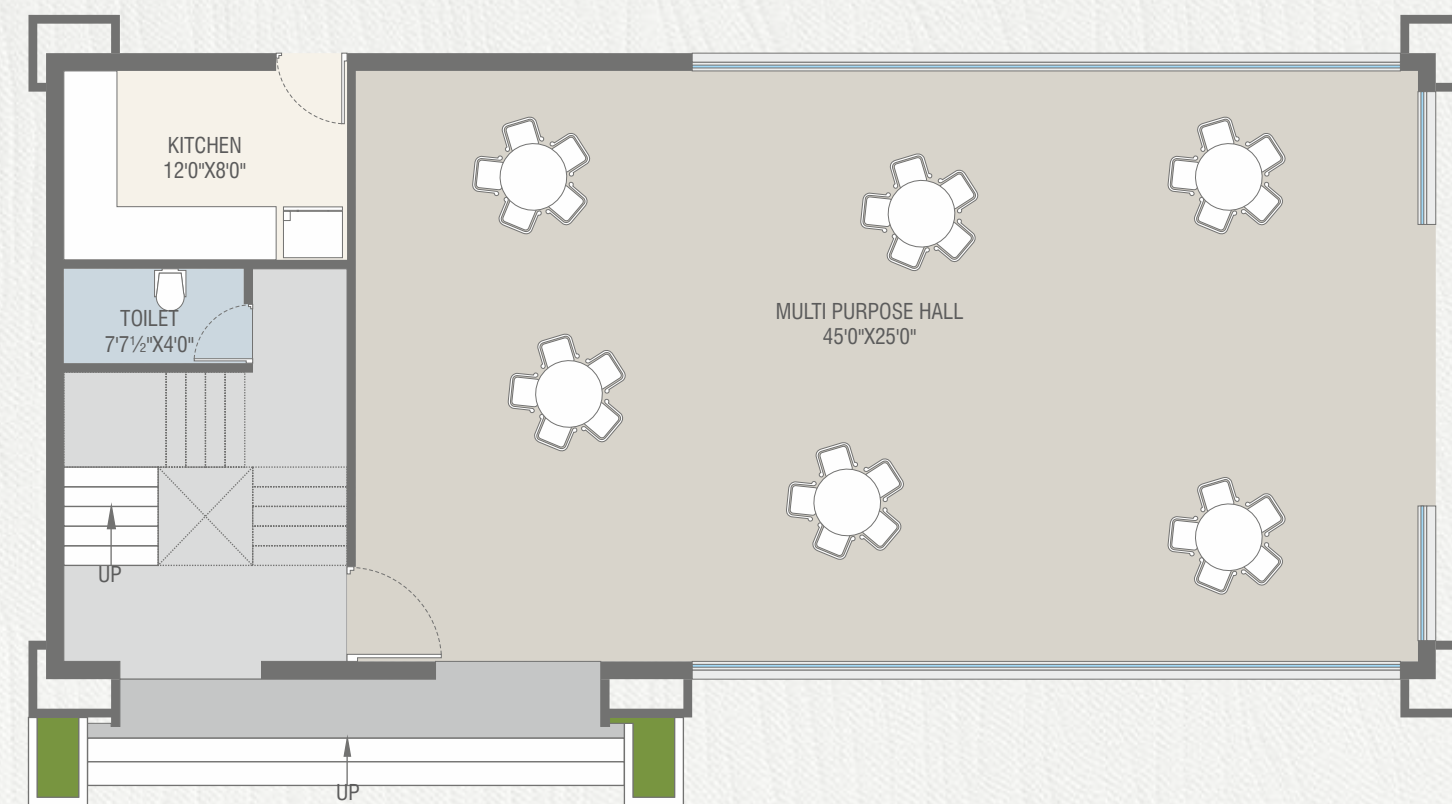 KITCHEN
12'0"X8'0"
MULTI PURPOSE HALL
45'0"X25'0"
TOILET
7'7½"X4'0"
UP
UP